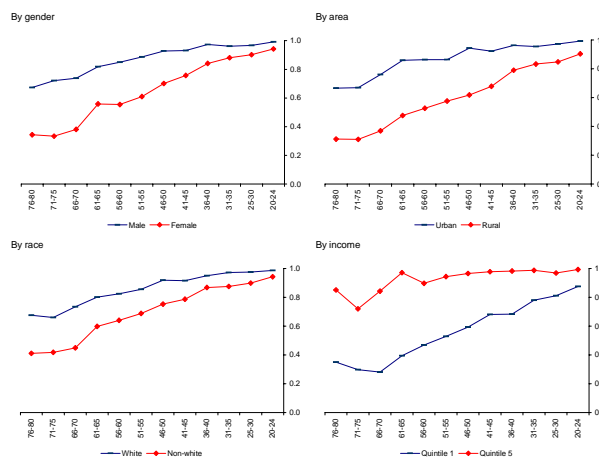 By gender
1.0
0.8
0.6
0.4
0.2
0.0
76-80 71-75 66-70 61-65 66-60 51-55 46-50 41-45 36-40 31-35 25-30 20-24
Male Female
By area
76-80 71-75 66-70 61-65 66-60 51-55 46-50 41-45 36-40 31-35 25-30 20-24
Urban Rural
By race
1.0
0.8
0.6
0.4
0.2
0.0
76-80 71-75 66-70 61-65 56-60 51-55 46-50 41-45 36-40 31-35 25-30 20-24
White Non-white
By income
76-80 71-75 66-70 61-65 56-60 51-55 46-50 41-45 36-40 31-35 25-30 20-24
Quintile 1 Quintile 5